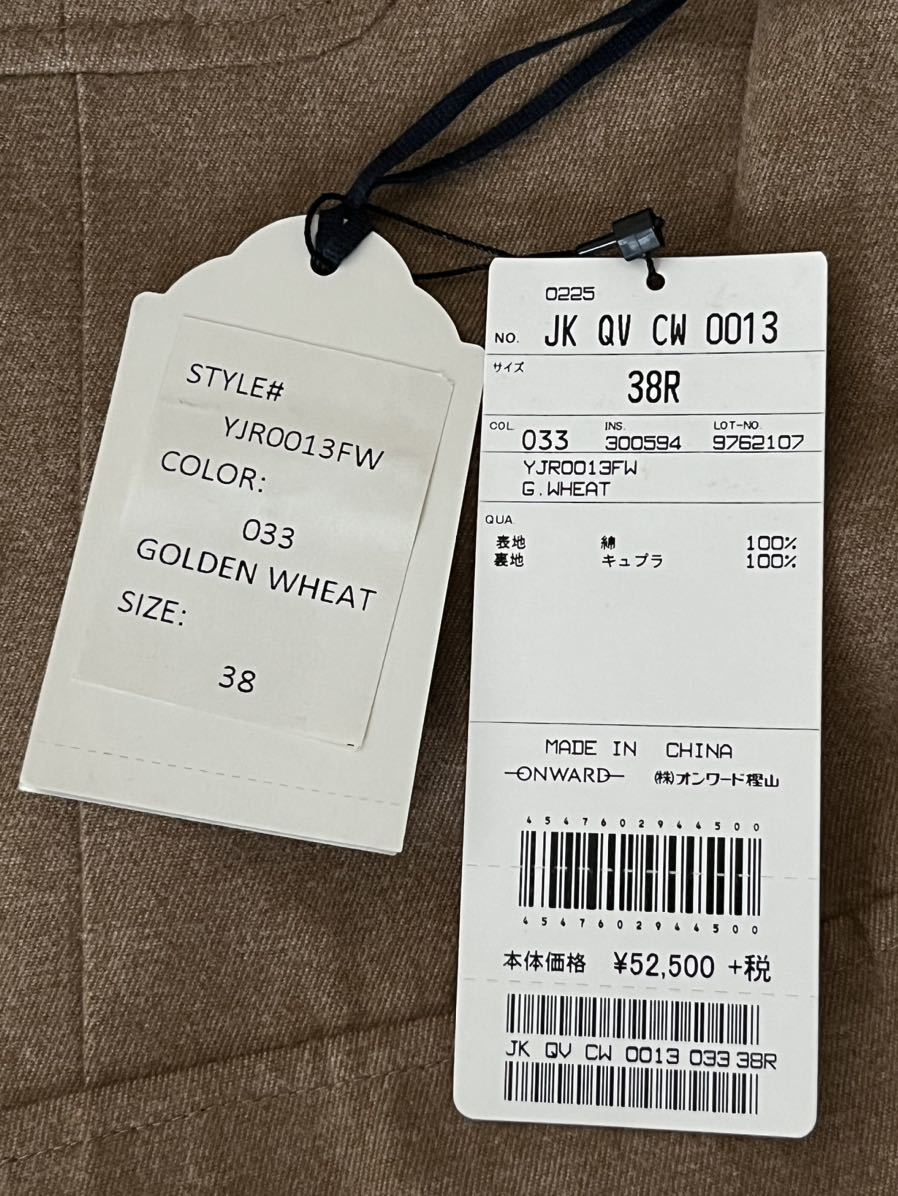 STYLE#
YJR0013FW
COLOR:
033
GOLDEN WHEAT
SIZE:
38
0225
NO. JK QV CW 0013
サイズ
38R
COL. 033 INS. 300594 LOT-NO. 9762107
YJR0013FW
G.WHEAT
QUA.
表地 綿 100%
裏地 キュプラ 100%
MADE IN CHINA
ONWARD ㈱オンワード樫山
4547602944500
4547602944500
本体価格 ¥52,500 +税
JK QV CW 0013 033 38R